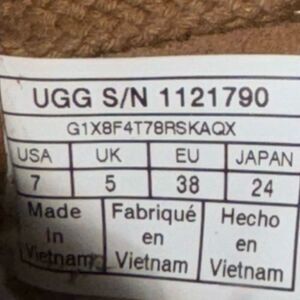 UGG S/N 1121790
G1X8F4T78RSKAQX
USA UK EU JAPAN
7 5 38 24
Made Fabriqué Hecho
in en en
Vietnam Vietnam Vietnam